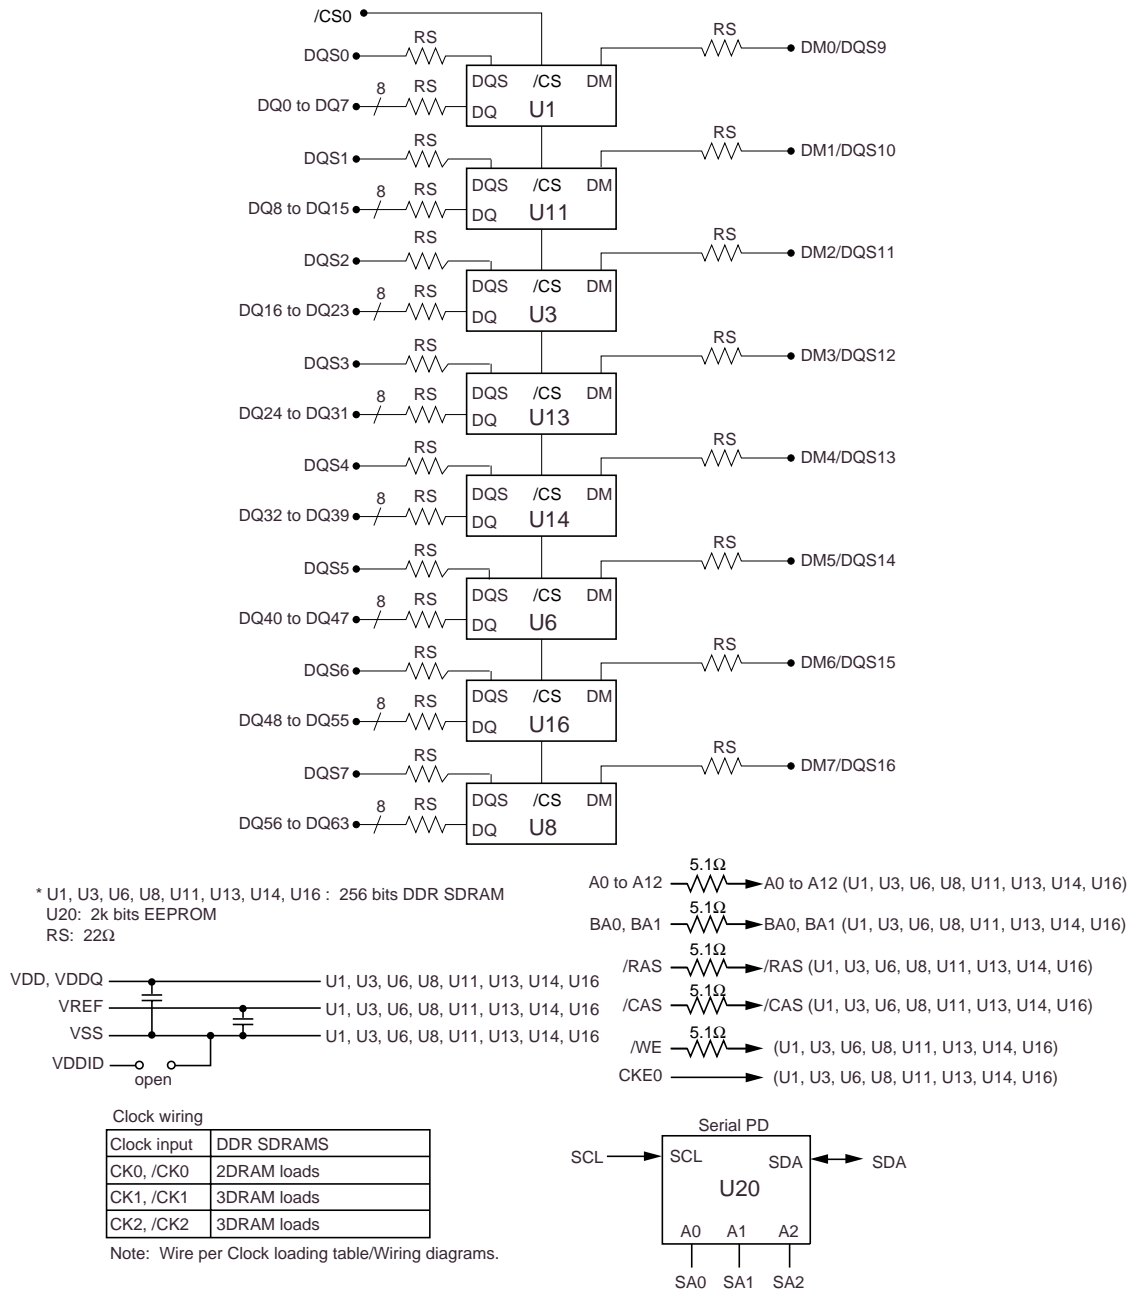 /CS0
RS RS
DQS0 DM0/DQS9
DQS /CS DM
8 RS
DQ0 to DQ7 DQ U1
RS RS
DQS1 DM1/DQS10
DQS /CS DM
8 RS
DQ8 to DQ15 DQ U11
RS RS
DQS2 DM2/DQS11
DQS /CS DM
8 RS
DQ16 to DQ23 DQ U3
RS RS
DQS3 DM3/DQS12
DQS /CS DM
8 RS
DQ24 to DQ31 DQ U13
RS RS
DQS4 DM4/DQS13
DQS /CS DM
8 RS
DQ32 to DQ39 DQ U14
RS RS
DQS5 DM5/DQS14
DQS /CS DM
8 RS
DQ40 to DQ47 DQ U6
RS RS
DQS6 DM6/DQS15
DQS /CS DM
8 RS
DQ48 to DQ55 DQ U16
RS RS
DQS7 DM7/DQS16
DQS /CS DM
8 RS
DQ56 to DQ63 DQ U8
* U1, U3, U6, U8, U11, U13, U14, U16 : 256 bits DDR SDRAM
U20: 2k bits EEPROM
RS: 22Ω
VDD, VDDQ U1, U3, U6, U8, U11, U13, U14, U16
VREF U1, U3, U6, U8, U11, U13, U14, U16
VSS U1, U3, U6, U8, U11, U13, U14, U16
VDDID
open
5.1Ω
A0 to A12 A0 to A12 (U1, U3, U6, U8, U11, U13, U14, U16)
5.1Ω
BA0, BA1 BA0, BA1 (U1, U3, U6, U8, U11, U13, U14, U16)
5.1Ω
/RAS /RAS (U1, U3, U6, U8, U11, U13, U14, U16)
5.1Ω
/CAS /CAS (U1, U3, U6, U8, U11, U13, U14, U16)
5.1Ω
/WE (U1, U3, U6, U8, U11, U13, U14, U16)
CKE0 (U1, U3, U6, U8, U11, U13, U14, U16)
Clock wiring
Clock input DDR SDRAMS
CK0, /CK0 2DRAM loads
CK1, /CK1 3DRAM loads
CK2, /CK2 3DRAM loads
Note: Wire per Clock loading table/Wiring diagrams.
Serial PD
SCL SCL SDA SDA
U20
A0 A1 A2
SA0 SA1 SA2